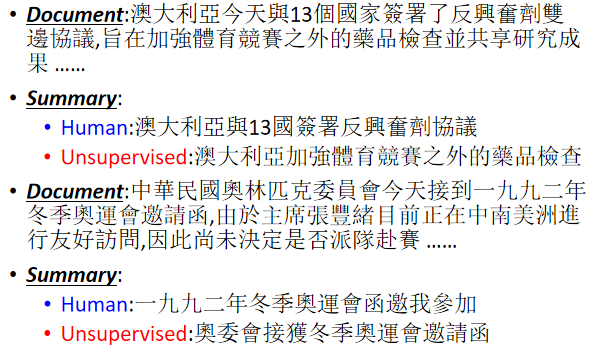 • Document:澳大利亞今天與13個國家簽署了反興奮劑雙
邊協議,旨在加強體育競賽之外的藥品檢查並共享研究成
果 ……
• Summary:
• Human:澳大利亞與13國簽署反興奮劑協議
• Unsupervised:澳大利亞加強體育競賽之外的藥品檢查
• Document:中華民國奧林匹克委員會今天接到一九九二年
冬季奧運會邀請函,由於主席張豐緒目前正在中南美洲進
行友好訪問,因此尚未決定是否派隊赴賽 ……
• Summary:
• Human:一九九二年冬季奧運會函邀我參加
• Unsupervised:奧委會接獲冬季奧運會邀請函